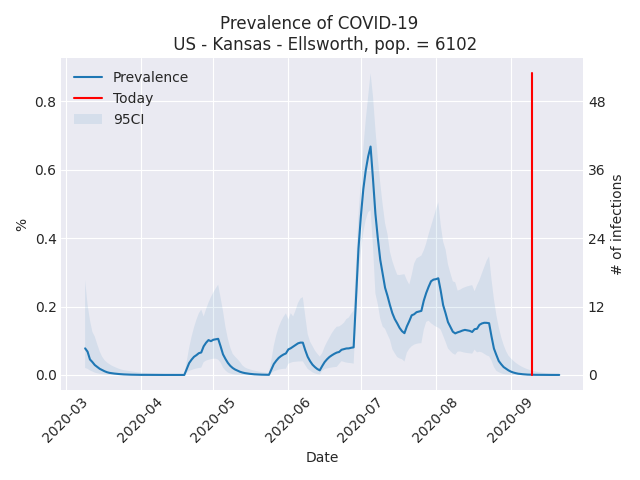 Prevalence of COVID-19
US - Kansas - Ellsworth, pop. = 6102
Prevalence
Today
95CI
%
0.8
0.6
0.4
0.2
0.0
48
36
24
12
0
# of infections
2020-03
2020-04
2020-05
2020-06
2020-07
2020-08
2020-09
Date